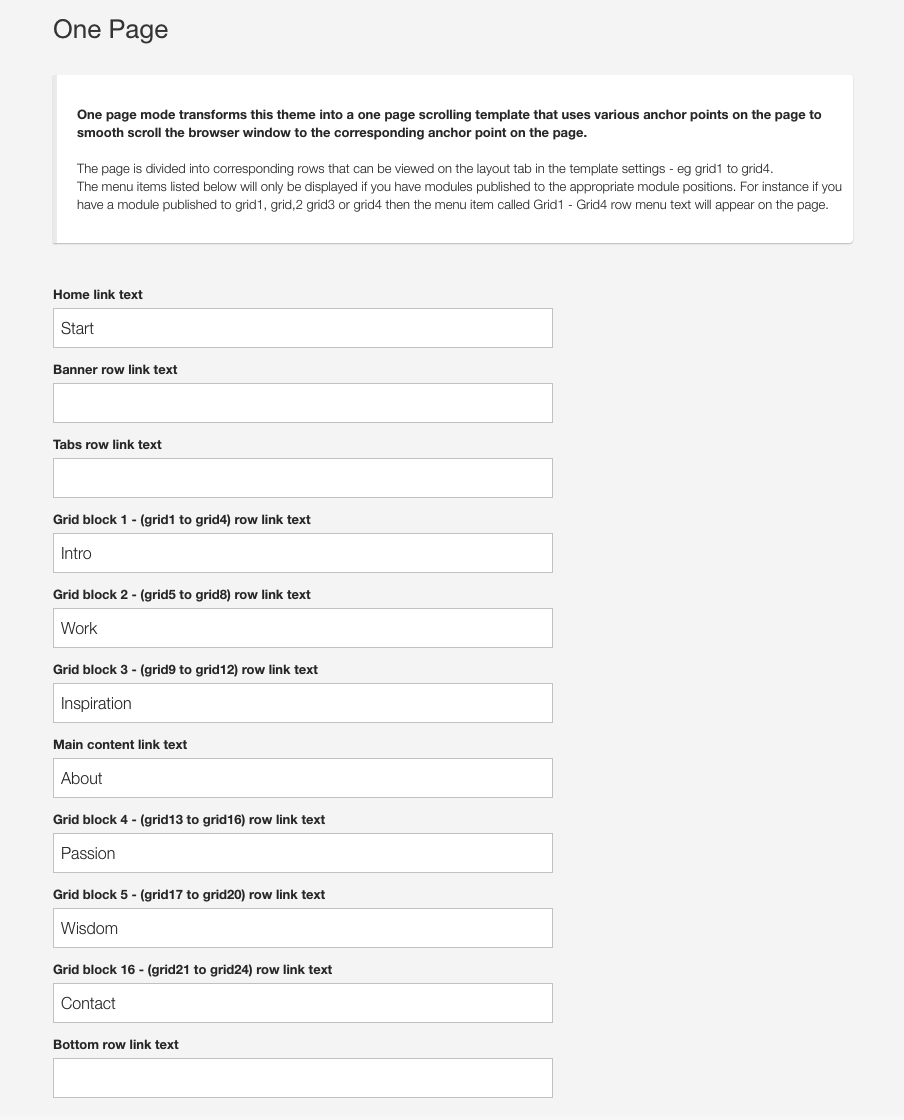 One Page
One page mode transforms this theme into a one page scrolling template that uses various anchor points on the page to
smooth scroll the browser window to the corresponding anchor point on the page.
The page is divided into corresponding rows that can be viewed on the layout tab in the template settings - eg grid1 to grid4.
The menu items listed below will only be displayed if you have modules published to the appropriate module positions. For instance if you
have a module published to grid1, grid,2 grid3 or grid4 then the menu item called Grid1 - Grid4 row menu text will appear on the page.
Home link text
Start
Banner row link text
Tabs row link text
Grid block 1 - (grid1 to grid4) row link text
Intro
Grid block 2 - (grid5 to grid8) row link text
Work
Grid block 3 - (grid9 to grid12) row link text
Inspiration
Main content link text
About
Grid block 4 - (grid13 to grid16) row link text
Passion
Grid block 5 - (grid17 to grid20) row link text
Wisdom
Grid block 16 - (grid21 to grid24) row link text
Contact
Bottom row link text